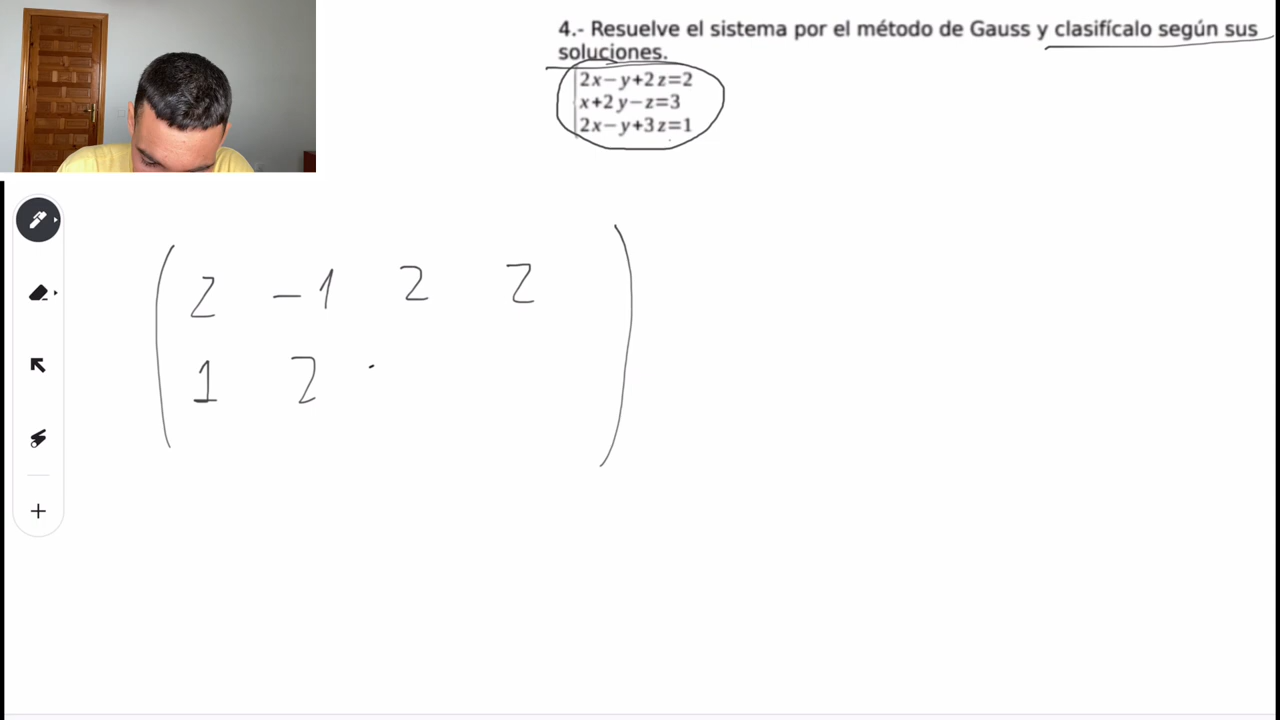 4.- Resuelve el sistema por el método de Gauss y clasifícalo según sus
soluciones.
2x−y+2z=2
x+2y−z=3
2x−y+3z=1
2 -1 2 2
1 2